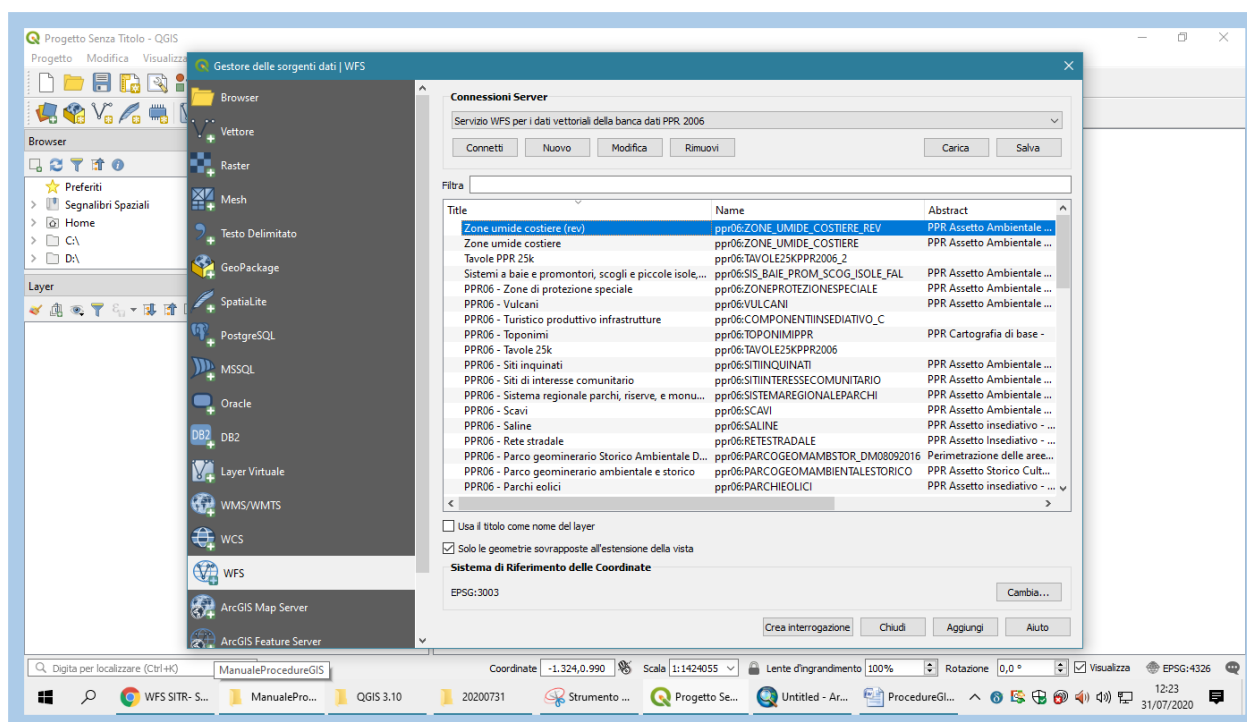 Progetto Senza Titolo - QGIS
Progetto Modifica Visualizza
Gestore delle sorgenti dati | WFS
Browser
Preferiti
Segnalibri Spaziali
Home
C:\
D:\
Layer
Browser
Vettore
Raster
Mesh
Testo Delimitato
GeoPackage
SpatiaLite
PostgreSQL
MSSQL
Oracle
DB2 DB2
Layer Virtuale
WMS/WMTS
WCS
WFS
ArcGIS Map Server
ArcGIS Feature Server
Connessioni Server
Servizio WFS per i dati vettoriali della banca dati PPR 2006
Connetti Nuovo Modifica Rimuovi Carica Salva
Filtra
Title Name Abstract
Zone umide costiere (rev) ppr06:ZONE_UMIDE_COSTIERE_REV PPR Assetto Ambientale ...
Zone umide costiere ppr06:ZONE_UMIDE_COSTIERE PPR Assetto Ambientale ...
Tavole PPR 25k ppr06:TAVOLE25KPPR2006_2
Sistemi a baie e promontori, scogli e piccole isole,... ppr06:SIS_BAIE_PROM_SCOG_ISOLE_FAL PPR Assetto Ambientale ...
PPR06 - Zone di protezione speciale ppr06:ZONEPROTEZIONESPECIALE PPR Assetto Ambientale ...
PPR06 - Vulcani ppr06:VULCANI PPR Assetto Ambientale ...
PPR06 - Turistico produttivo infrastrutture ppr06:COMPONENTIINSEDIATIVO_C
PPR06 - Toponimi ppr06:TOPONIMIPPR PPR Cartografia di base -
PPR06 - Tavole 25k ppr06:TAVOLE25KPPR2006
PPR06 - Siti inquinati ppr06:SITIINQUINATI PPR Assetto Ambientale ...
PPR06 - Siti di interesse comunitario ppr06:SITIINTERESSECOMUNITARIO PPR Assetto Ambientale ...
PPR06 - Sistema regionale parchi, riserve, e monu... ppr06:SISTEMAREGIONALEPARCHI PPR Assetto Ambientale ...
PPR06 - Scavi ppr06:SCAVI PPR Assetto Ambientale ...
PPR06 - Saline ppr06:SALINE PPR Assetto insediativo - ...
PPR06 - Rete stradale ppr06:RETESTRADALE PPR Assetto Insediativo - ...
PPR06 - Parco geominerario Storico Ambientale D... ppr06:PARCOGEOMAMBSTOR_DM08092016 Perimetrazione delle aree...
PPR06 - Parco geominerario ambientale e storico ppr06:PARCOGEOMAMBIENTALESTORICO PPR Assetto Storico Cult...
PPR06 - Parchi eolici ppr06:PARCHIEOLICI PPR Assetto insediativo - ...
Usa il titolo come nome del layer
Solo le geometrie sovrapposte all'estensione della vista
Sistema di Riferimento delle Coordinate
EPSG:3003 Cambia...
Crea interrogazione Chiudi Aggiungi Aiuto
Digita per localizzare (Ctrl+K) ManualeProcedureGIS Coordinate -1.324,0.990 Scala 1:1424055 Lente d'ingrandimento 100% Rotazione 0,0 ° Visualizza EPSG:4326
WFS SITR- S... ManualePro... QGIS 3.10 20200731 Strumento ... Progetto Se... Untitled - Ar... ProcedureGI... 12:23
31/07/2020